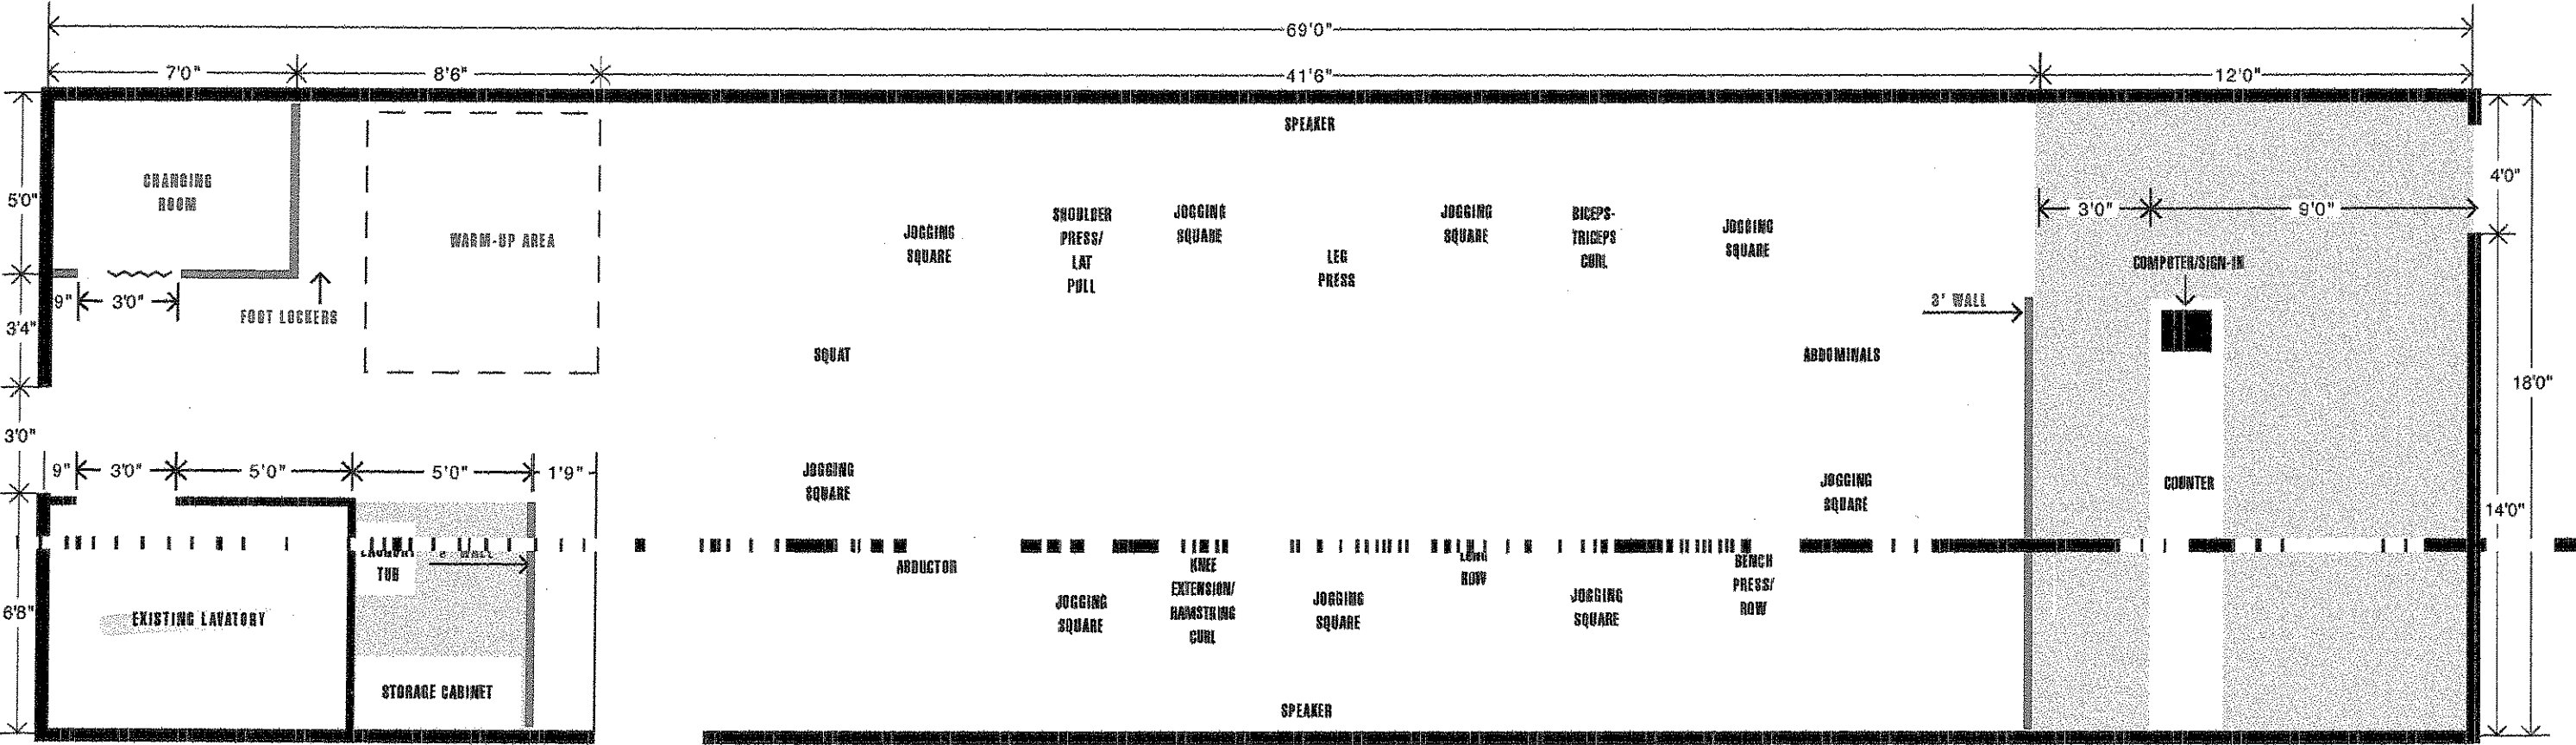 69'0"
7'0"
8'6"
41'6"
12'0"
SPEAKER
5'0"
CHANGING
ROOM
WARM-UP AREA
JOGGING
SQUARE
SHOULDER
PRESS/
LAT
PULL
JOGGING
SQUARE
LEG
PRESS
JOGGING
SQUARE
BICEPS-
TRICEPS
CURL
JOGGING
SQUARE
4'0"
3'0"
9'0"
COMPUTER/SIGN-IN
9"
3'0"
FOOT LOCKERS
3'4"
3' WALL
SQUAT
ABDOMINALS
18'0"
3'0"
9"
3'0"
5'0"
5'0"
1'9"
JOGGING
SQUARE
JOGGING
SQUARE
COUNTER
14'0"
LAUNDRY
TUB
WALL
ABDUCTOR
KNEE
EXTENSION/
HAMSTRING
CURL
LONG
ROW
BENCH
PRESS/
ROW
6'8"
EXISTING LAVATORY
JOGGING
SQUARE
JOGGING
SQUARE
JOGGING
SQUARE
STORAGE CABINET
SPEAKER